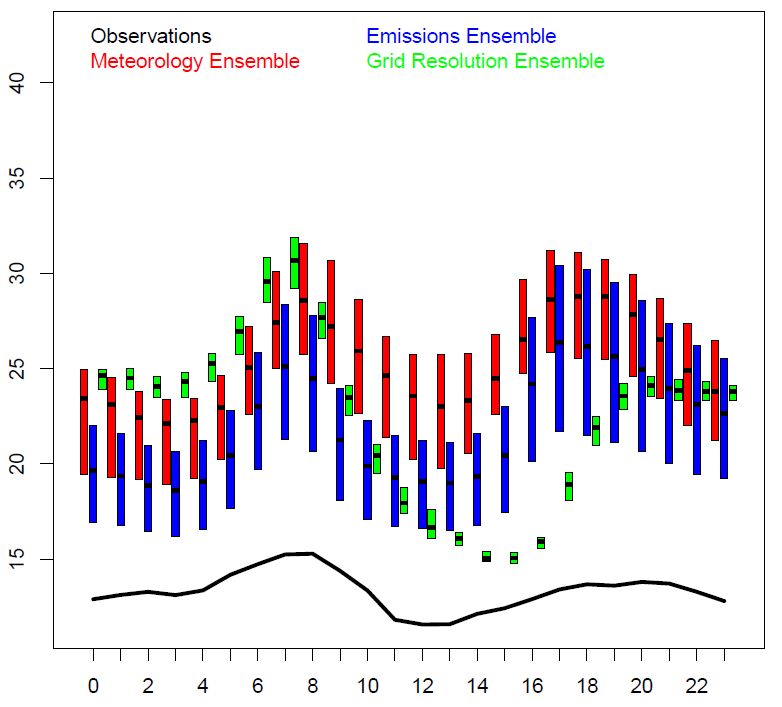 Observations Emissions Ensemble
Meteorology Ensemble Grid Resolution Ensemble
40
35
30
25
20
15
0 2 4 6 8 10 12 14 16 18 20 22